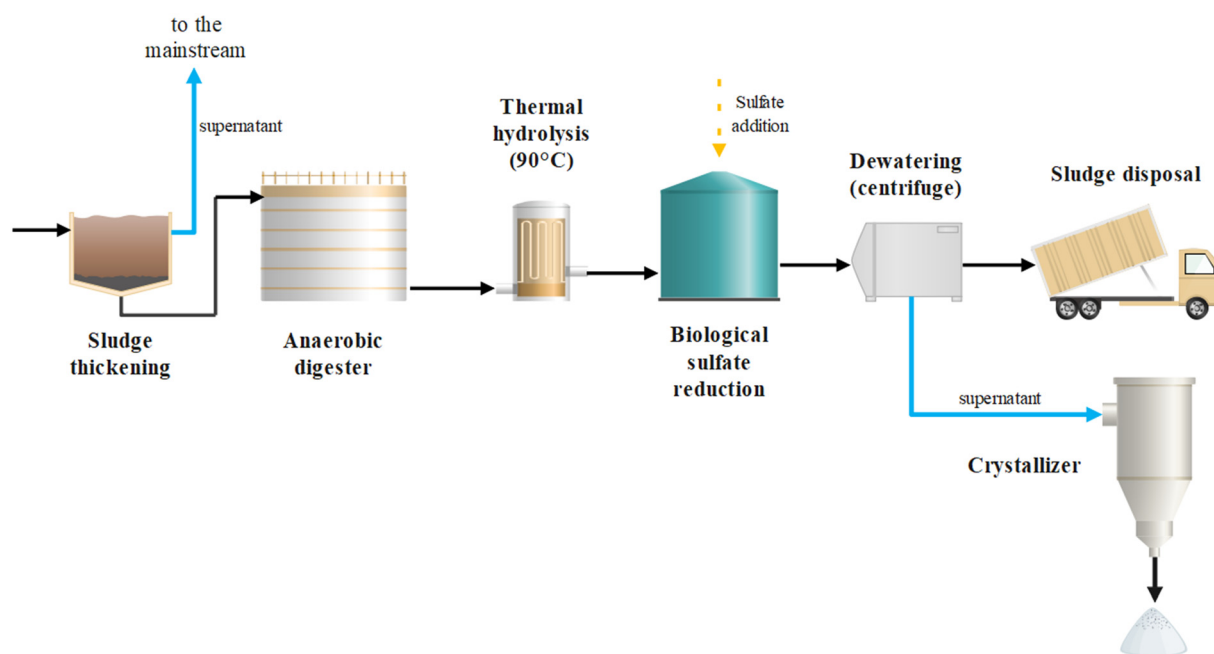 to the
mainstream
supernatant
Sludge
thickening
Anaerobic
digester
Thermal
hydrolysis
(90°C)
Sulfate
addition
Biological
sulfate
reduction
Dewatering
(centrifuge)
Sludge disposal
supernatant
Crystallizer